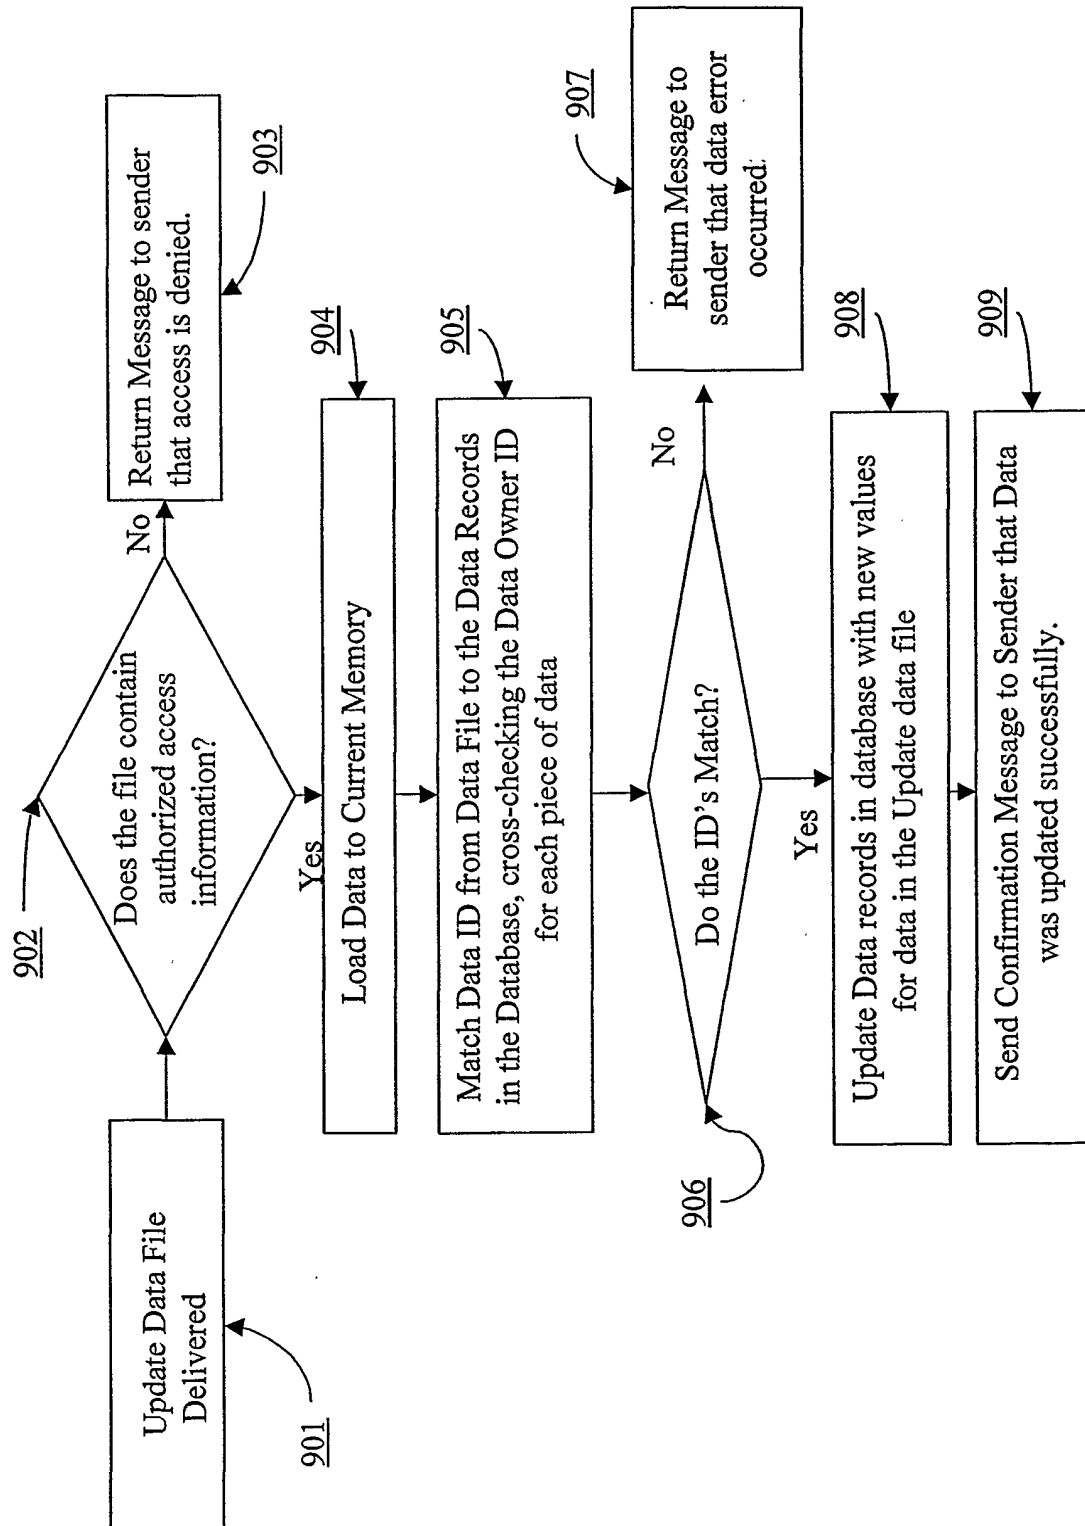 Update Data File
Delivered
901
902
Does the file contain
authorized access
information?
No
Return Message to sender
that access is denied.
903
Yes
Load Data to Current Memory
904
Match Data ID from Data File to the Data Records
in the Database, cross-checking the Data Owner ID
for each piece of data
905
906
Do the ID's Match?
No
Return Message to
sender that data error
occurred.
907
Yes
Update Data records in database with new values
for data in the Update data file
908
Send Confirmation Message to Sender that Data
was updated successfully.
909